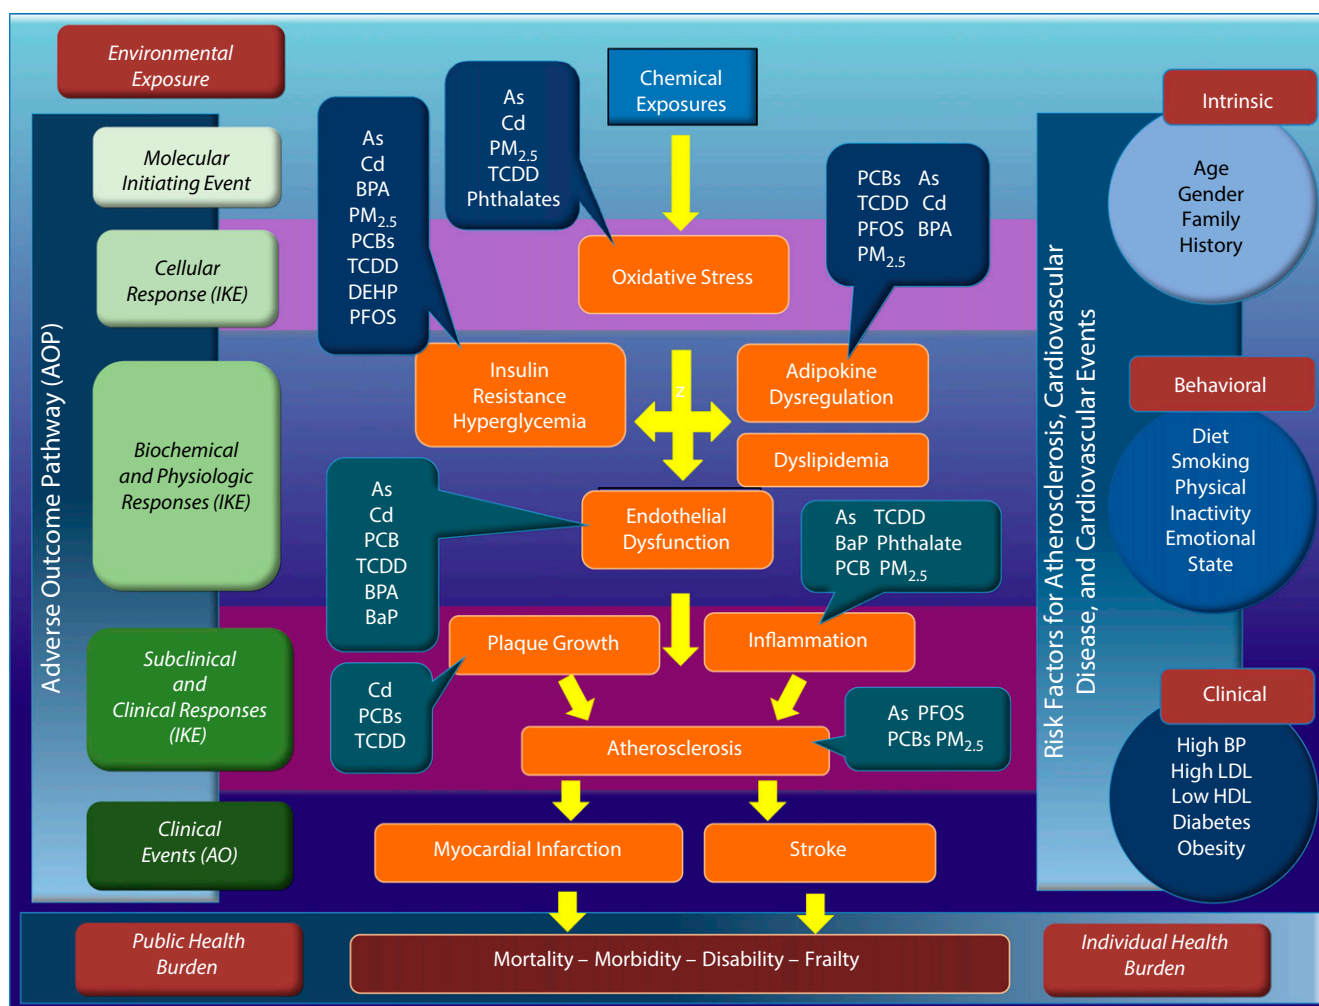 Environmental
Exposure
Adverse Outcome Pathway (AOP)
Molecular
Initiating Event
Cellular
Response (IKE)
Biochemical
and Physiologic
Responses (IKE)
Subclinical
and
Clinical Responses
(IKE)
Clinical
Events (AO)
Chemical
Exposures
As
Cd
PM2.5
TCDD
Phthalates
Oxidative Stress
As
Cd
BPA
PM2.5
PCBs
TCDD
DEHP
PFOS
Insulin
Resistance
Hyperglycemia
z
PCBs As
TCDD Cd
PFOS BPA
PM2.5
Adipokine
Dysregulation
Dyslipidemia
As
Cd
PCB
TCDD
BPA
BaP
Endothelial
Dysfunction
As TCDD
BaP Phthalate
PCB PM2.5
Plaque Growth
Inflammation
Cd
PCBs
TCDD
As PFOS
PCBs PM2.5
Atherosclerosis
Myocardial Infarction
Stroke
Risk Factors for Atherosclerosis, Cardiovascular
Disease, and Cardiovascular Events
Intrinsic
Age
Gender
Family
History
Behavioral
Diet
Smoking
Physical
Inactivity
Emotional
State
Clinical
High BP
High LDL
Low HDL
Diabetes
Obesity
Public Health
Burden
Mortality – Morbidity – Disability – Frailty
Individual Health
Burden